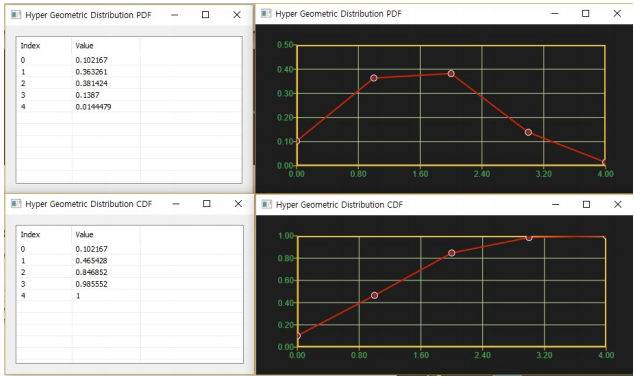 Hyper Geometric Distribution PDF
Index Value
0 0.102167
1 0.363261
2 0.381424
3 0.1387
4 0.0144479
Hyper Geometric Distribution PDF
0.50
0.40
0.30
0.20
0.10
0.00
0.00 0.80 1.60 2.40 3.20 4.00
Hyper Geometric Distribution CDF
Index Value
0 0.102167
1 0.465428
2 0.846852
3 0.985552
4 1
Hyper Geometric Distribution CDF
1.00
0.80
0.60
0.40
0.20
0.00
0.00 0.80 1.60 2.40 3.20 4.00